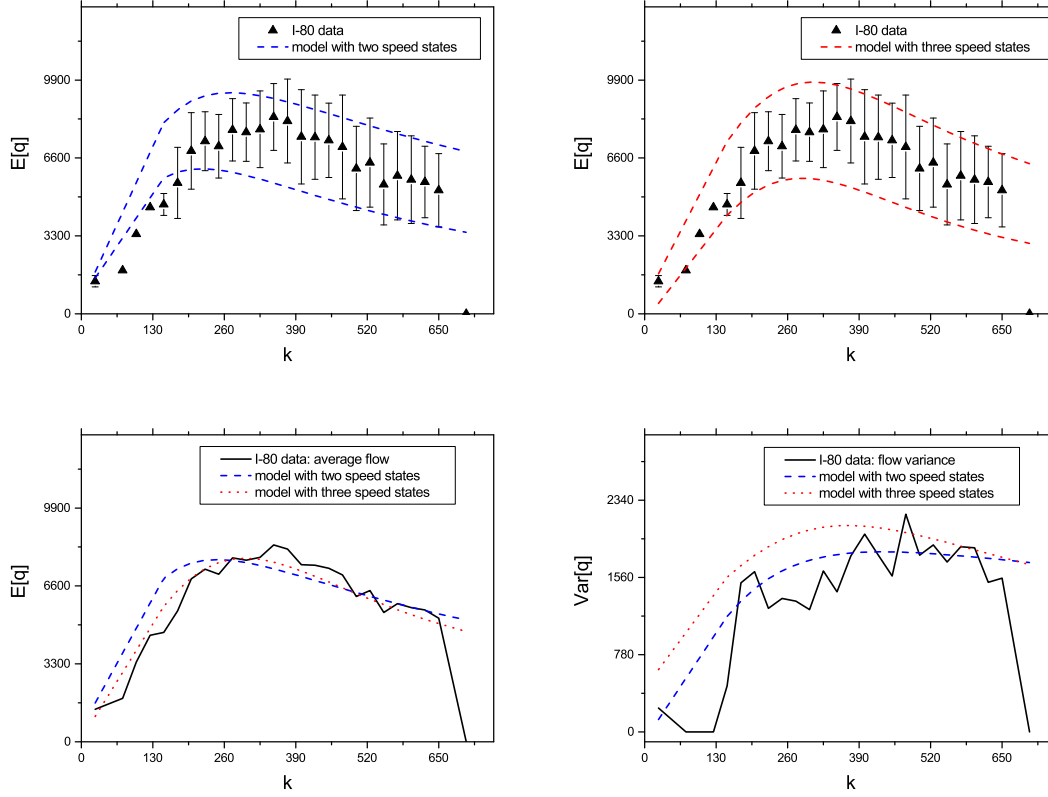 I-80 data
model with two speed states
E[q]
9900
6600
3300
0
0 130 260 390 520 650
k
I-80 data
model with three speed states
E[q]
9900
6600
3300
0
0 130 260 390 520 650
k
I-80 data: average flow
model with two speed states
model with three speed states
E[q]
9900
6600
3300
0
0 130 260 390 520 650
k
I-80 data: flow variance
model with two speed states
model with three speed states
Var[q]
2340
1560
780
0
0 130 260 390 520 650
k